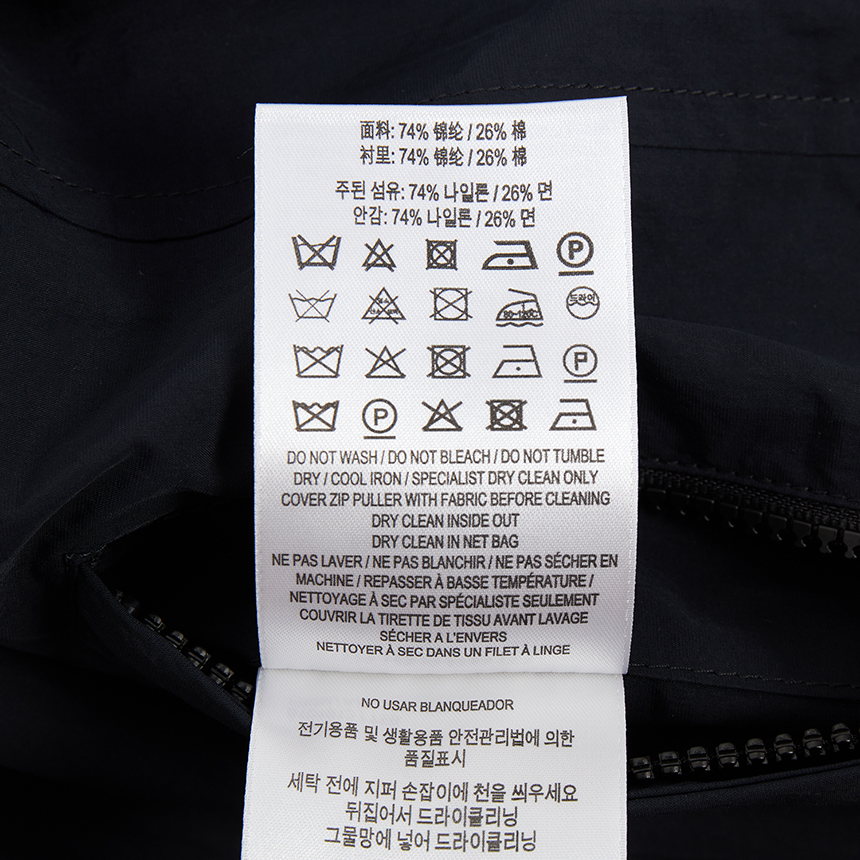 面料: 74% 锦纶 / 26% 棉
衬里: 74% 锦纶 / 26% 棉
주된 섬유: 74% 나일론 / 26% 면
안감: 74% 나일론 / 26% 면
P
80~120℃ 드라이
P
P
DO NOT WASH / DO NOT BLEACH / DO NOT TUMBLE
DRY / COOL IRON / SPECIALIST DRY CLEAN ONLY
COVER ZIP PULLER WITH FABRIC BEFORE CLEANING
DRY CLEAN INSIDE OUT
DRY CLEAN IN NET BAG
NE PAS LAVER / NE PAS BLANCHIR / NE PAS SÉCHER EN
MACHINE / REPASSER À BASSE TEMPÉRATURE /
NETTOYAGE À SEC PAR SPÉCIALISTE SEULEMENT
COUVRIR LA TIRETTE DE TISSU AVANT LAVAGE
SÉCHER A L'ENVERS
NETTOYER À SEC DANS UN FILET À LINGE
NO USAR BLANQUEADOR
전기용품 및 생활용품 안전관리법에 의한
품질표시
세탁 전에 지퍼 손잡이에 천을 씌우세요
뒤집어서 드라이클리닝
그물망에 넣어 드라이클리닝